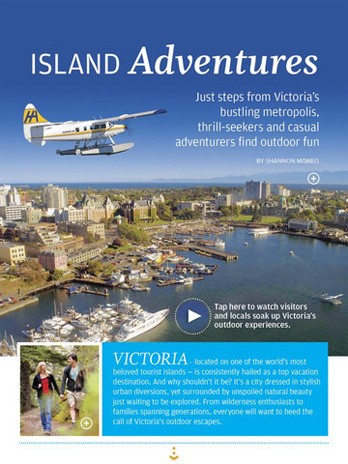 ISLAND Adventures
Just steps from Victoria's
bustling metropolis,
thrill-seekers and casual
adventurers find outdoor fun
BY SHANNON MONEO
Tap here to watch visitors
and locals soak up Victoria's
outdoor experiences.
VICTORIA – located on one of the world's most
beloved tourist islands – is consistently hailed as a top vacation
destination. And why shouldn't it be? It's a city dressed in stylish
urban diversions, yet surrounded by unspoiled natural beauty
just waiting to be explored. From wilderness enthusiasts to
families spanning generations, everyone will want to heed the
call of Victoria's outdoor escapes.